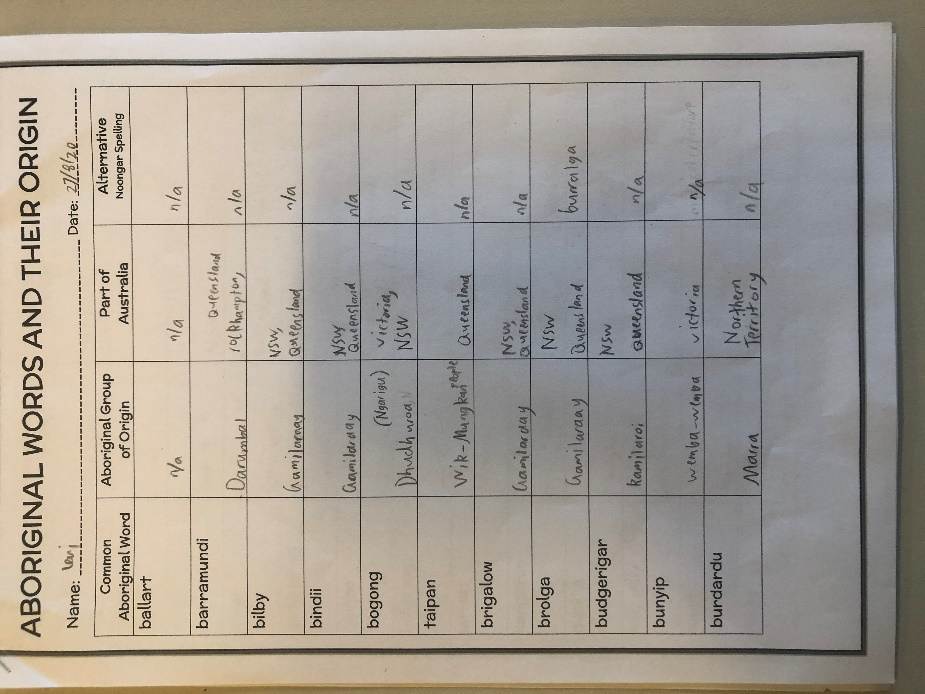 ABORIGINAL WORDS AND THEIR ORIGIN
Name: Levi Date: 27/8/20
Common Aboriginal Word
Aboriginal Group of Origin
Part of Australia
Alternative Noongar Spelling
ballart n/a n/a n/a
barramundi Darumbal rockhampton, Queensland n/a
bilby Gamilaraay NSW, Queensland n/a
bindii Gamilaraay NSW, Queensland n/a
bogong Dhudhuroa (Ngarigu) victoria, NSW n/a
taipan Wik-Mungkan people Queensland n/a
brigalow Gamilaraay NSW, Queensland n/a
brolga Gamilaraay NSW Queensland burralga
budgerigar kamilaroi NSW Queensland n/a
bunyip wemba-wemba victoria n/a
burdardu Marra Northern Territory n/a